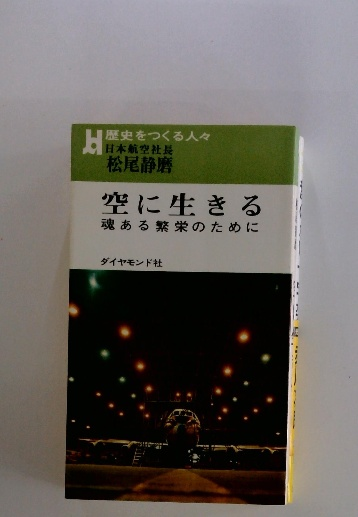 歴史をつくる人々
日本航空社長
松尾静磨
空に生きる
魂ある繁栄のために
ダイヤモンド社